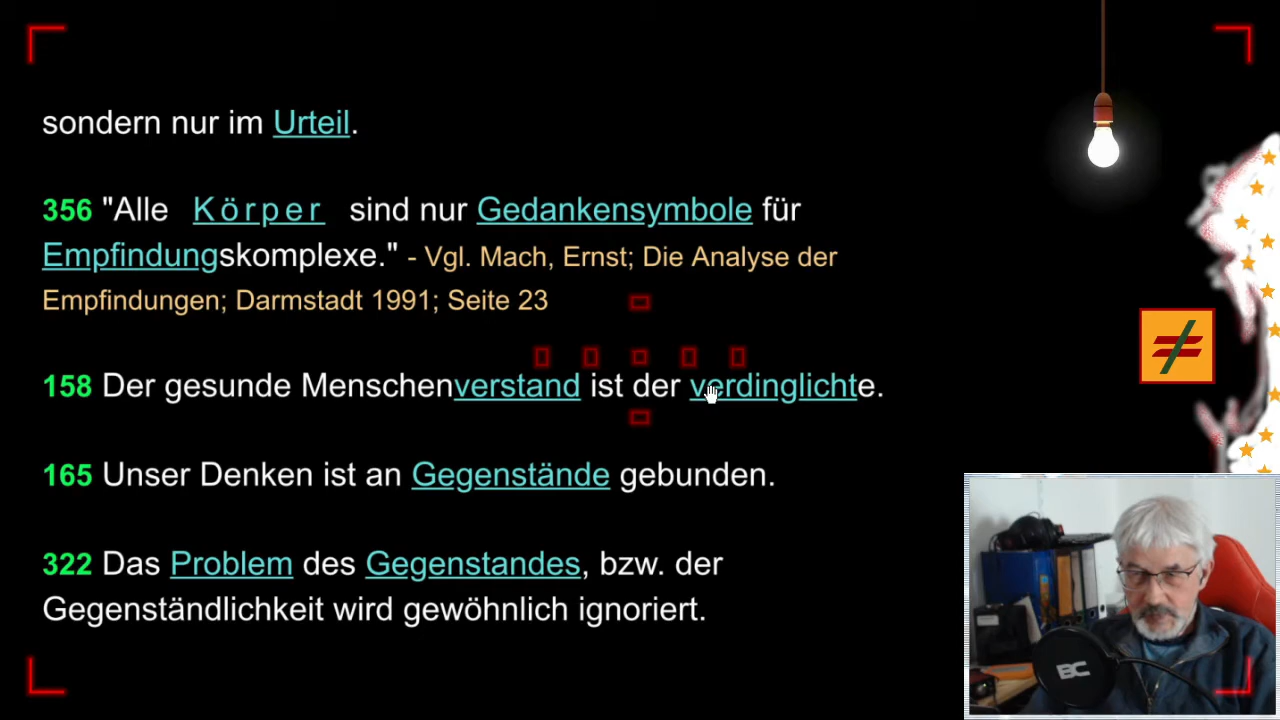 sondern nur im Urteil.
356 "Alle Körper sind nur Gedankensymbole für
Empfindungskomplexe." - Vgl. Mach, Ernst; Die Analyse der
Empfindungen; Darmstadt 1991; Seite 23
158 Der gesunde Menschenverstand ist der verdinglichte.
165 Unser Denken ist an Gegenstände gebunden.
322 Das Problem des Gegenstandes, bzw. der
Gegenständlichkeit wird gewöhnlich ignoriert.
≠
BC